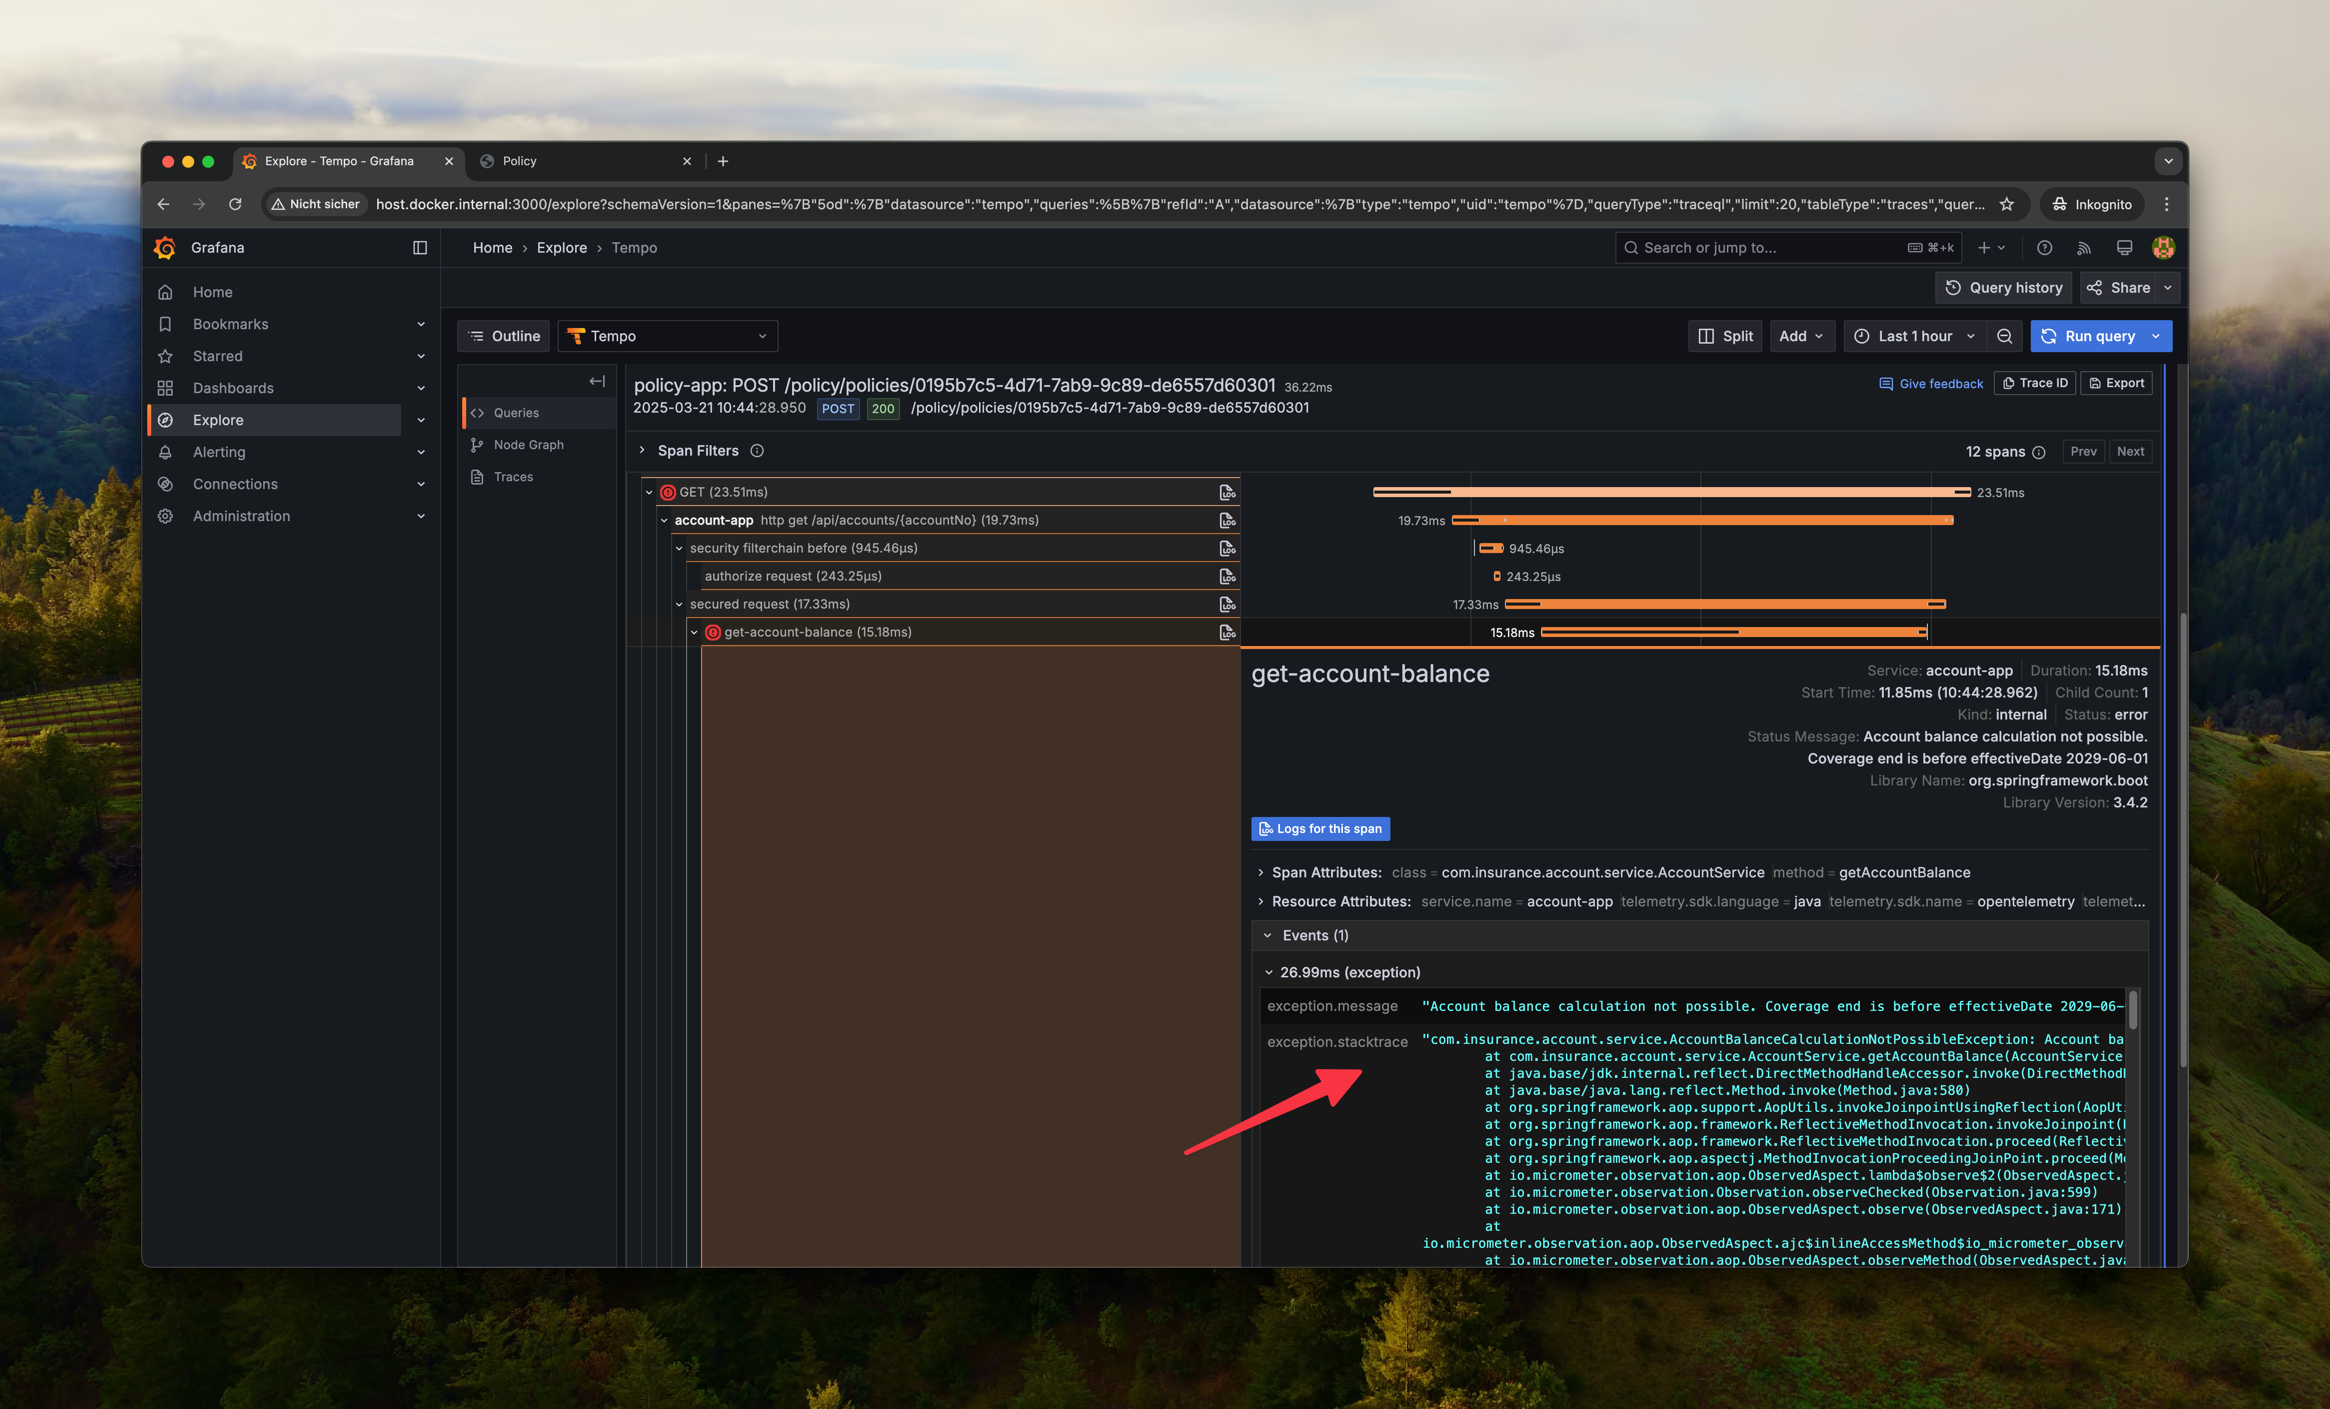 Explore - Tempo - Grafana
Policy
Nicht sicher
host.docker.internal:3000/explore?schemaVersion=1&panes=%7B"5od":%7B"datasource":"tempo","queries":%5B%7B"refId":"A","datasource":%7B"type":"tempo","uid":"tempo"%7D,"queryType":"traceql","limit":20,"tableType":"traces","quer...
Inkognito
Grafana
Home › Explore › Tempo
Search or jump to...
⌘+k
Home
Bookmarks
Starred
Dashboards
Explore
Alerting
Connections
Administration
Query history
Share
Outline
Tempo
Split
Add
Last 1 hour
Run query
Queries
Node Graph
Traces
policy-app: POST /policy/policies/0195b7c5-4d71-7ab9-9c89-de6557d60301 36.22ms
Give feedback
Trace ID
Export
2025-03-21 10:44:28.950 POST 200 /policy/policies/0195b7c5-4d71-7ab9-9c89-de6557d60301
Span Filters
12 spans
Prev
Next
GET (23.51ms)
LOG
23.51ms
account-app http get /api/accounts/{accountNo} (19.73ms)
LOG
19.73ms
security filterchain before (945.46μs)
LOG
945.46μs
authorize request (243.25μs)
LOG
243.25μs
secured request (17.33ms)
LOG
17.33ms
get-account-balance (15.18ms)
LOG
15.18ms
get-account-balance
Service: account-app Duration: 15.18ms
Start Time: 11.85ms (10:44:28.962) Child Count: 1
Kind: internal Status: error
Status Message: Account balance calculation not possible.
Coverage end is before effectiveDate 2029-06-01
Library Name: org.springframework.boot
Library Version: 3.4.2
LOG Logs for this span
Span Attributes: class = com.insurance.account.service.AccountService method = getAccountBalance
Resource Attributes: service.name = account-app telemetry.sdk.language = java telemetry.sdk.name = opentelemetry telemet...
Events (1)
26.99ms (exception)
exception.message "Account balance calculation not possible. Coverage end is before effectiveDate 2029-06-
exception.stacktrace "com.insurance.account.service.AccountBalanceCalculationNotPossibleException: Account ba
at com.insurance.account.service.AccountService.getAccountBalance(AccountService
at java.base/jdk.internal.reflect.DirectMethodHandleAccessor.invoke(DirectMethod
at java.base/java.lang.reflect.Method.invoke(Method.java:580)
at org.springframework.aop.support.AopUtils.invokeJoinpointUsingReflection(AopUt
at org.springframework.aop.framework.ReflectiveMethodInvocation.invokeJoinpoint(
at org.springframework.aop.framework.ReflectiveMethodInvocation.proceed(Reflecti
at org.springframework.aop.aspectj.MethodInvocationProceedingJoinPoint.proceed(M
at io.micrometer.observation.aop.ObservedAspect.lambda$observe$2(ObservedAspect.
at io.micrometer.observation.Observation.observeChecked(Observation.java:599)
at io.micrometer.observation.aop.ObservedAspect.observe(ObservedAspect.java:171)
at
io.micrometer.observation.aop.ObservedAspect.ajc$inlineAccessMethod$io_micrometer_observ
at io.micrometer.observation.aop.ObservedAspect.observeMethod(ObservedAspect.java